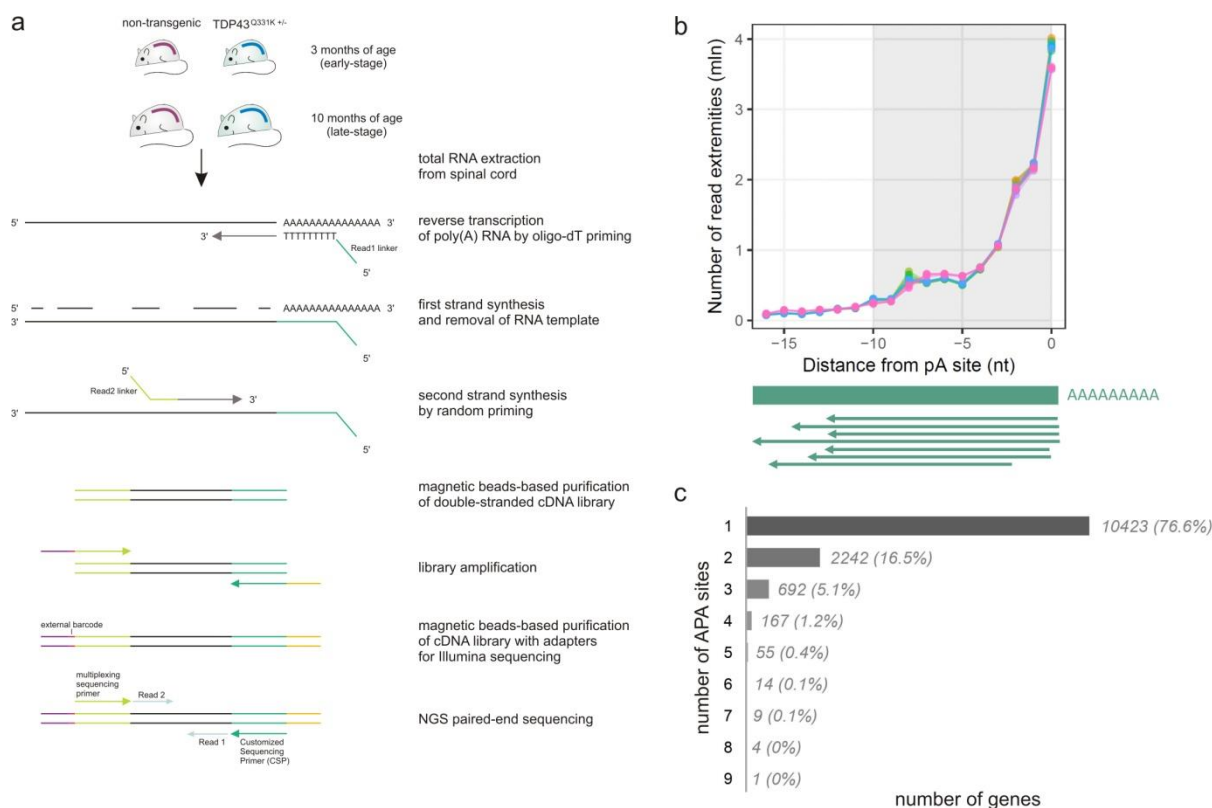 a
non-transgenic
TDP43Q331K +/-
3 months of age
(early-stage)
10 months of age
(late-stage)
total RNA extraction
from spinal cord
5'
AAAAAAAAAAAAAAA 3'
3'
TTTTTTTTT
Read1 linker
5'
reverse transcription
of poly(A) RNA by oligo-dT priming
5'
AAAAAAAAAAAAAAA 3'
3'
5'
first strand synthesis
and removal of RNA template
5'
Read2 linker
3'
3'
5'
second strand synthesis
by random priming
magnetic beads-based purification
of double-stranded cDNA library
library amplification
external barcode
magnetic beads-based purification
of cDNA library with adapters
for Illumina sequencing
multiplexing
sequencing
primer
Read 2
Read 1
Customized
Sequencing
Primer (CSP)
NGS paired-end sequencing
b
Number of read extremities (mln)
4
3
2
1
0
−15
−10
−5
0
Distance from pA site (nt)
AAAAAAAAA
c
number of APA sites
1
10423 (76.6%)
2
2242 (16.5%)
3
692 (5.1%)
4
167 (1.2%)
5
55 (0.4%)
6
14 (0.1%)
7
9 (0.1%)
8
4 (0%)
9
1 (0%)
number of genes